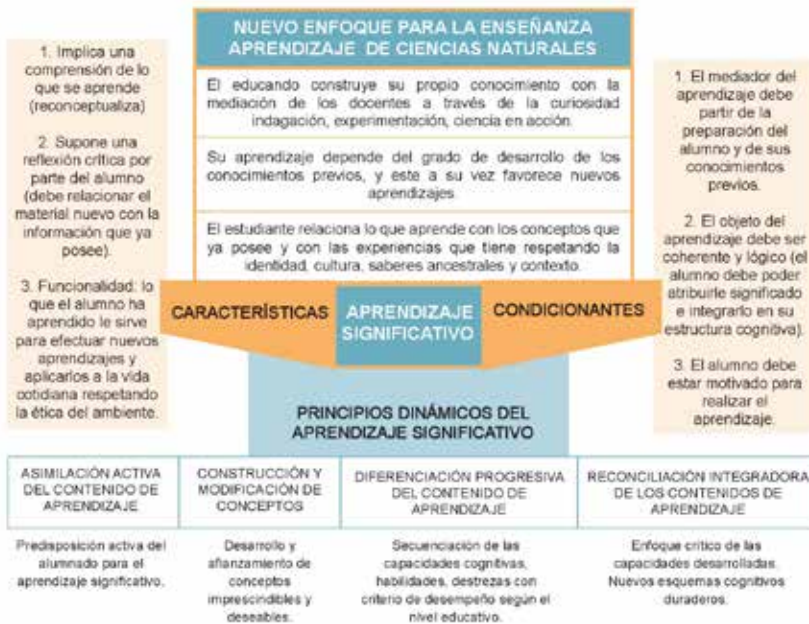 NUEVO ENFOQUE PARA LA ENSEÑANZA
APRENDIZAJE DE CIENCIAS NATURALES
El educando construye su propio conocimiento con la
mediación de los docentes a través de la curiosidad
indagación, experimentación, ciencia en acción.
Su aprendizaje depende del grado de desarrollo de los
conocimientos previos, y este a su vez favorece nuevos
aprendizajes.
El estudiante relaciona lo que aprende con los conceptos que
ya posee y con las experiencias que tiene respetando la
identidad, cultura, saberes ancestrales y contexto.
1. Implica una
comprensión de lo
que se aprende
(reconceptualiza)
2. Supone una
reflexión crítica por
parte del alumno
(debe relacionar el
material nuevo con la
información que ya
posee).
3. Funcionalidad: lo
que el alumno ha
aprendido le sirve
para efectuar nuevos
aprendizajes y
aplicarlos a la vida
cotidiana respetando
la ética del ambiente.
CARACTERÍSTICAS
APRENDIZAJE
SIGNIFICATIVO
CONDICIONANTES
1. El mediador del
aprendizaje debe
partir de la
preparación del
alumno y de sus
conocimientos
previos.
2. El objeto del
aprendizaje debe ser
coherente y lógico (el
alumno debe poder
atribuirle significado
e integrarlo en su
estructura cognitiva).
3. El alumno debe
estar motivado para
realizar el
aprendizaje.
PRINCIPIOS DINÁMICOS DEL
APRENDIZAJE SIGNIFICATIVO
ASIMILACIÓN ACTIVA
DEL CONTENIDO DE
APRENDIZAJE
Predisposición activa del
alumnado para el
aprendizaje significativo.
CONSTRUCCIÓN Y
MODIFICACIÓN DE
CONCEPTOS
Desarrollo y
afianzamiento de
conceptos
imprescindibles y
deseables.
DIFERENCIACIÓN PROGRESIVA
DEL CONTENIDO DE
APRENDIZAJE
Secuenciación de las
capacidades cognitivas,
habilidades, destrezas con
criterio de desempeño según el
nivel educativo.
RECONCILIACIÓN INTEGRADORA
DE LOS CONTENIDOS DE
APRENDIZAJE
Enfoque crítico de las
capacidades desarrolladas.
Nuevos esquemas cognitivos
duraderos.